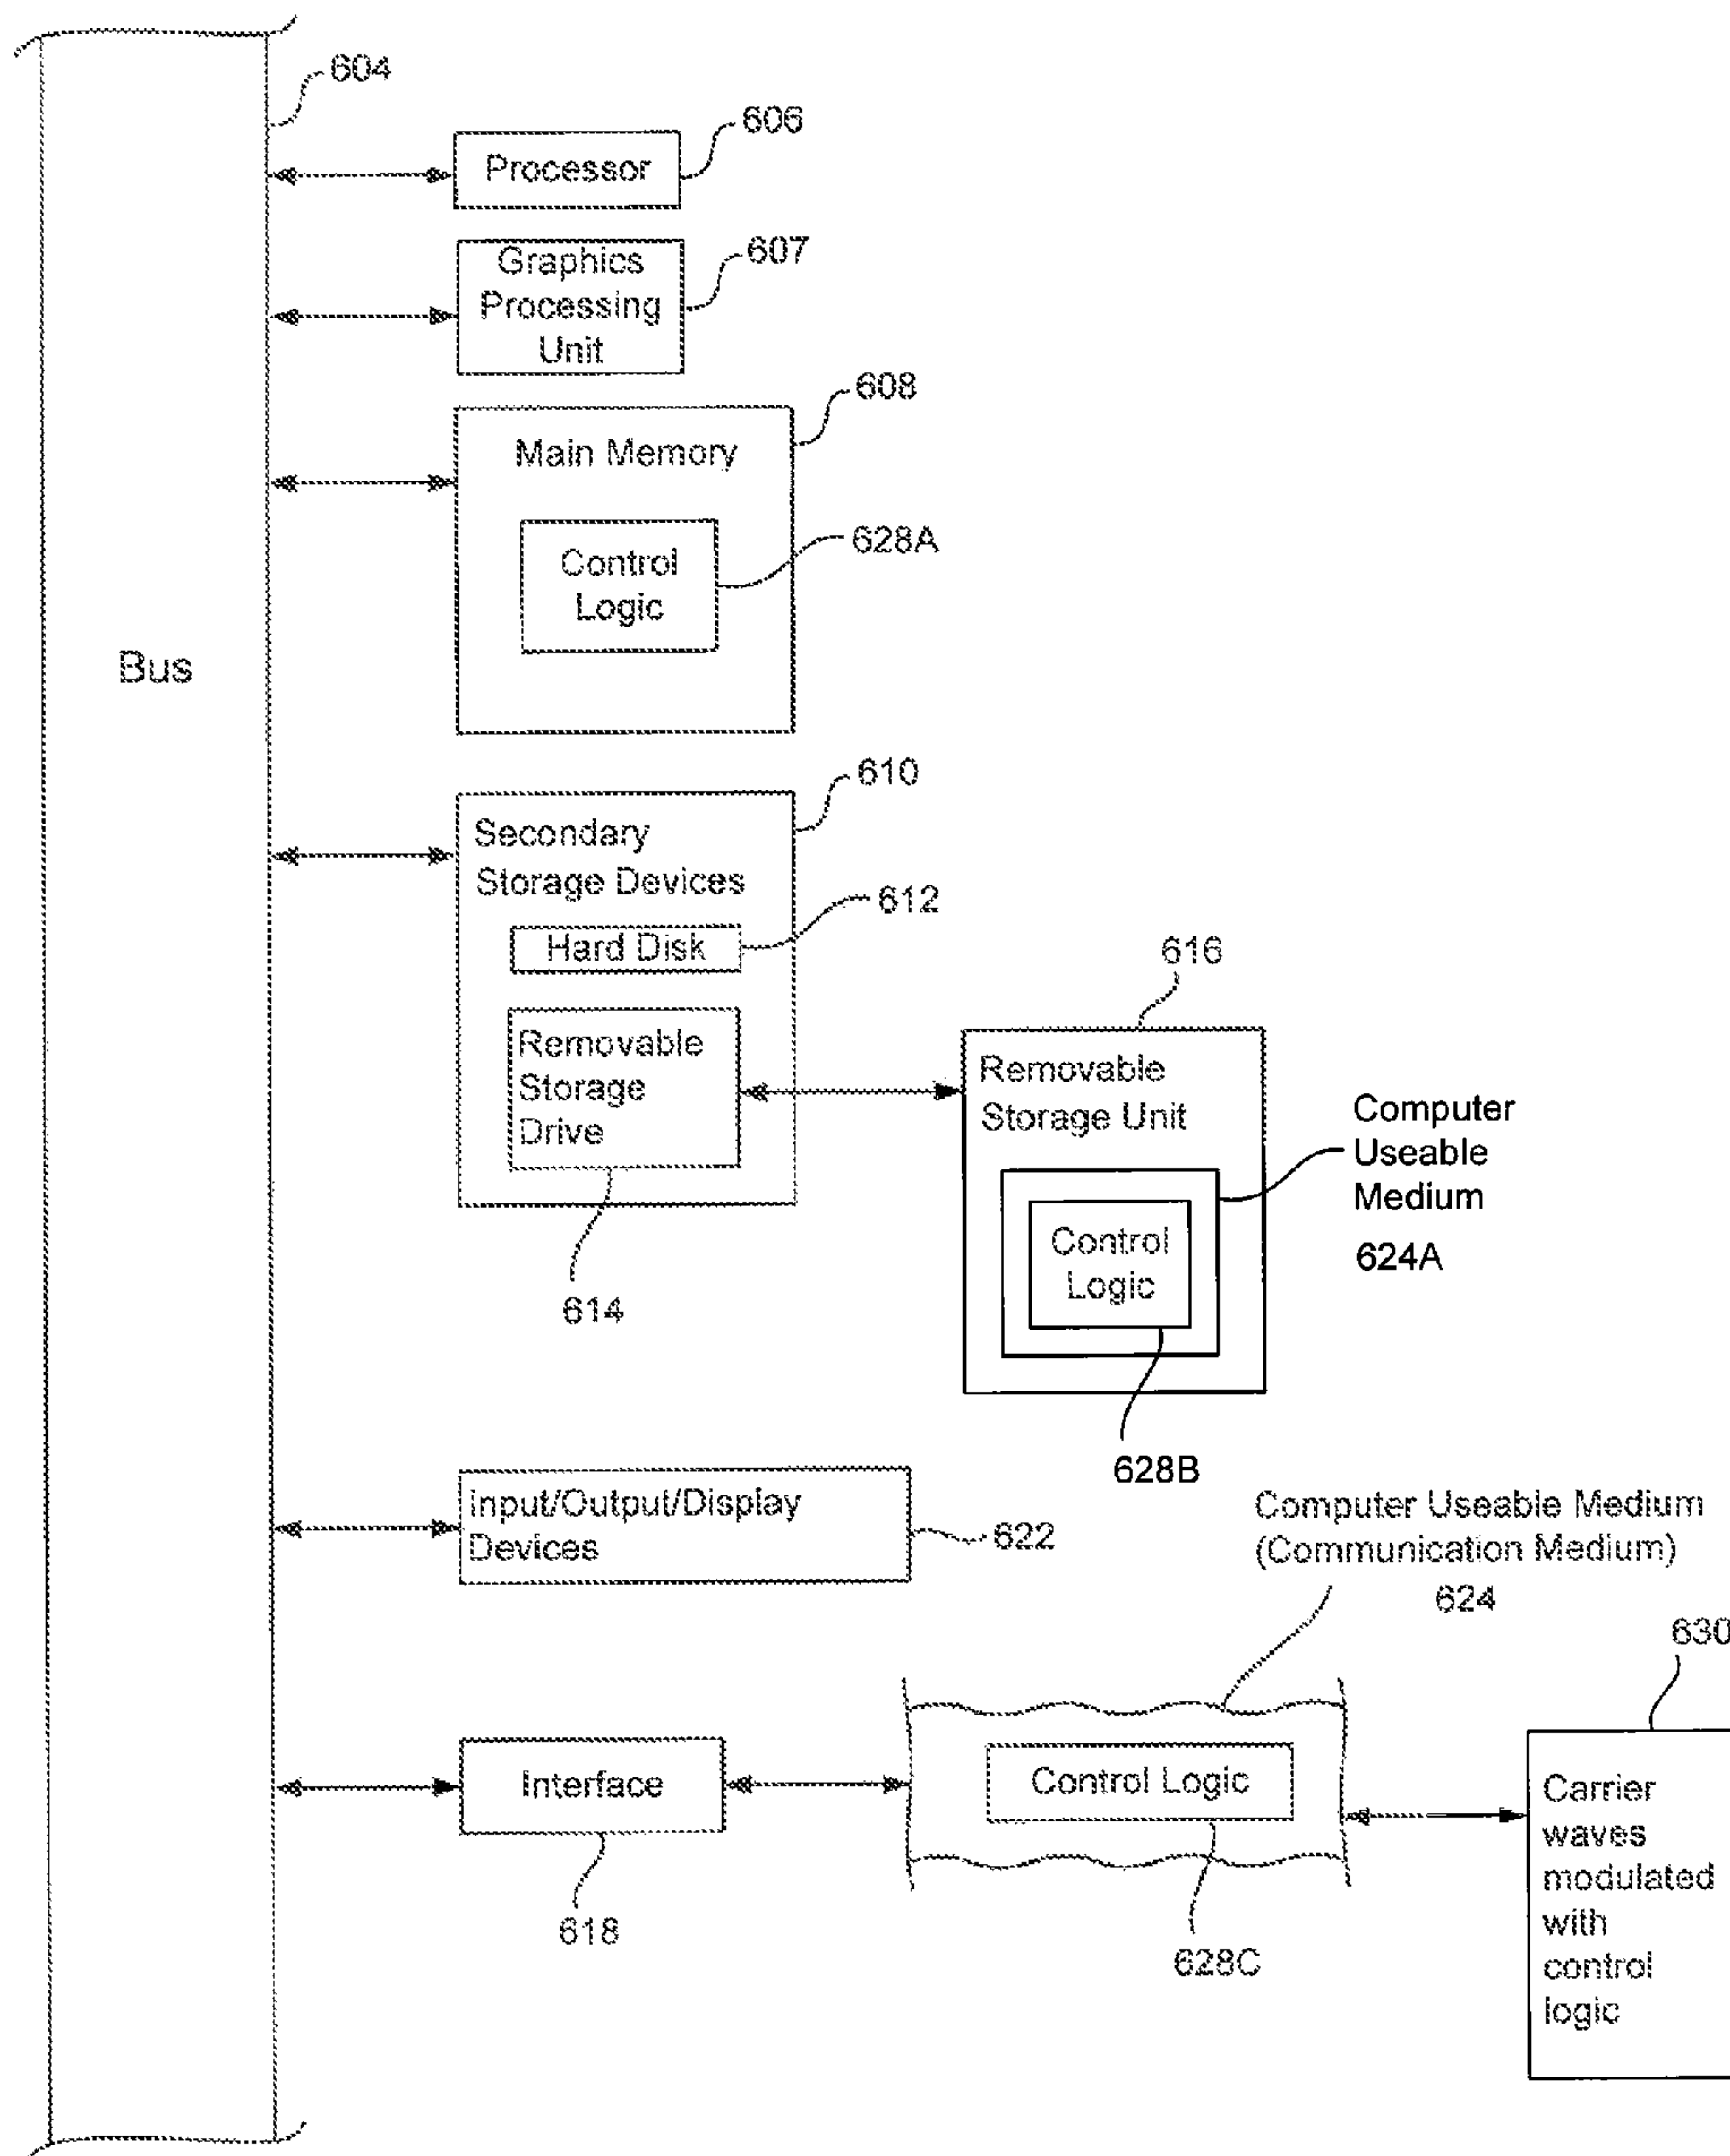 604
606
Processor
607
Graphics
Processing
Unit
608
Main Memory
628A
Control
Logic
Bus
610
Secondary
Storage Devices
612
Hard Disk
616
Removable
Storage
Drive
Removable
Storage Unit
Computer
Useable
Medium
624A
Control
Logic
614
628B
Input/Output/Display
Devices
622
Computer Useable Medium
(Communication Medium)
624
630
Interface
Control Logic
Carrier
waves
modulated
with
control
logic
618
628C